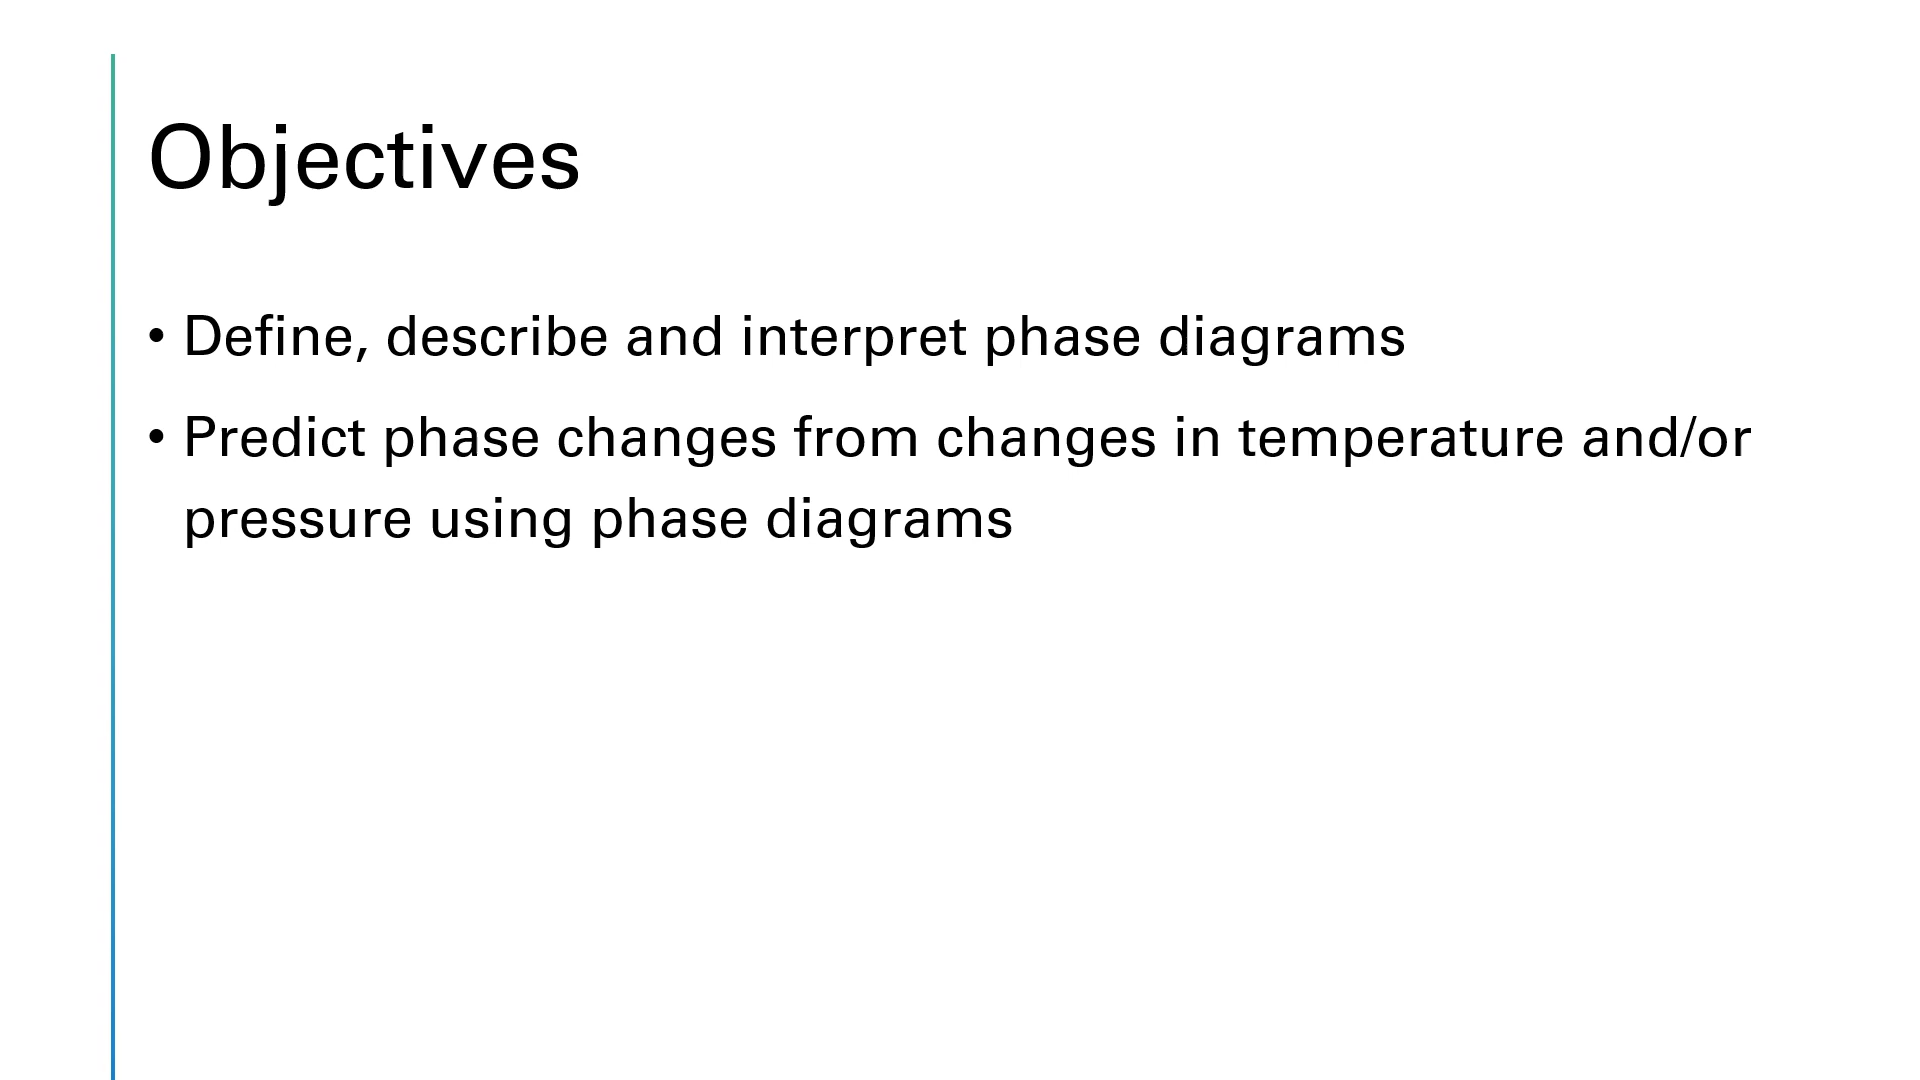 Objectives
• Define, describe and interpret phase diagrams
• Predict phase changes from changes in temperature and/or
pressure using phase diagrams